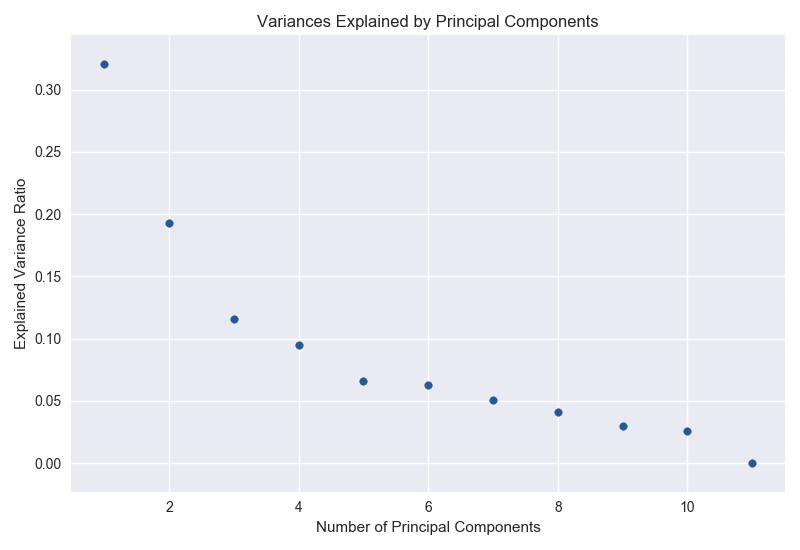 Variances Explained by Principal Components
Explained Variance Ratio
0.30
0.25
0.20
0.15
0.10
0.05
0.00
2 4 6 8 10
Number of Principal Components